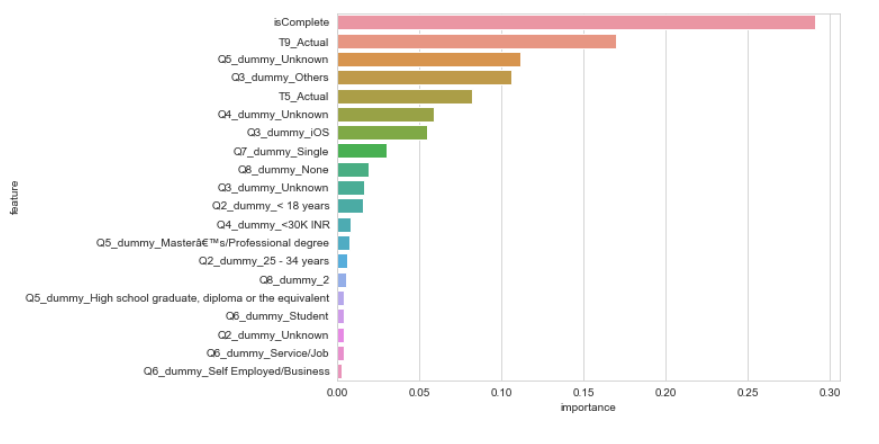 isComplete
T9_Actual
Q5_dummy_Unknown
Q3_dummy_Others
T5_Actual
Q4_dummy_Unknown
Q3_dummy_iOS
Q7_dummy_Single
Q8_dummy_None
Q3_dummy_Unknown
Q2_dummy_< 18 years
Q4_dummy_<30K INR
Q5_dummy_Masterâ€™s/Professional degree
Q2_dummy_25 - 34 years
Q8_dummy_2
Q5_dummy_High school graduate, diploma or the equivalent
Q6_dummy_Student
Q2_dummy_Unknown
Q6_dummy_Service/Job
Q6_dummy_Self Employed/Business
feature
0.00 0.05 0.10 0.15 0.20 0.25 0.30
importance